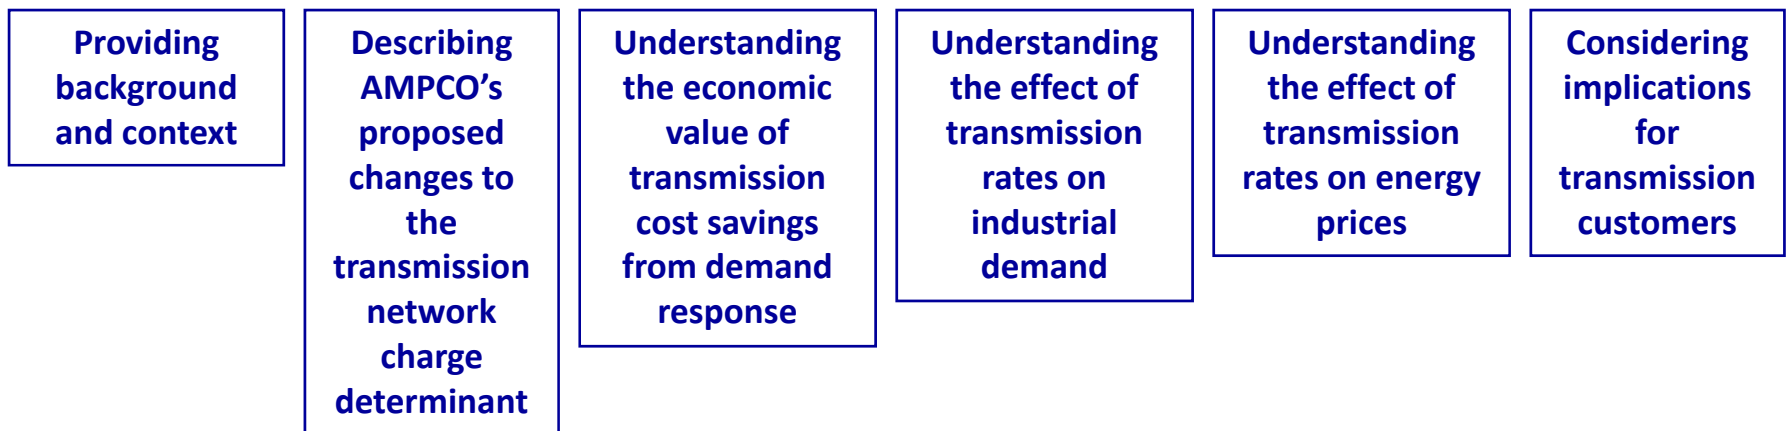 Providing
background
and context
Describing
AMPCO’s
proposed
changes to
the
transmission
network
charge
determinant
Understanding
the economic
value of
transmission
cost savings
from demand
response
Understanding
the effect of
transmission
rates on
industrial
demand
Understanding
the effect of
transmission
rates on energy
prices
Considering
implications
for
transmission
customers